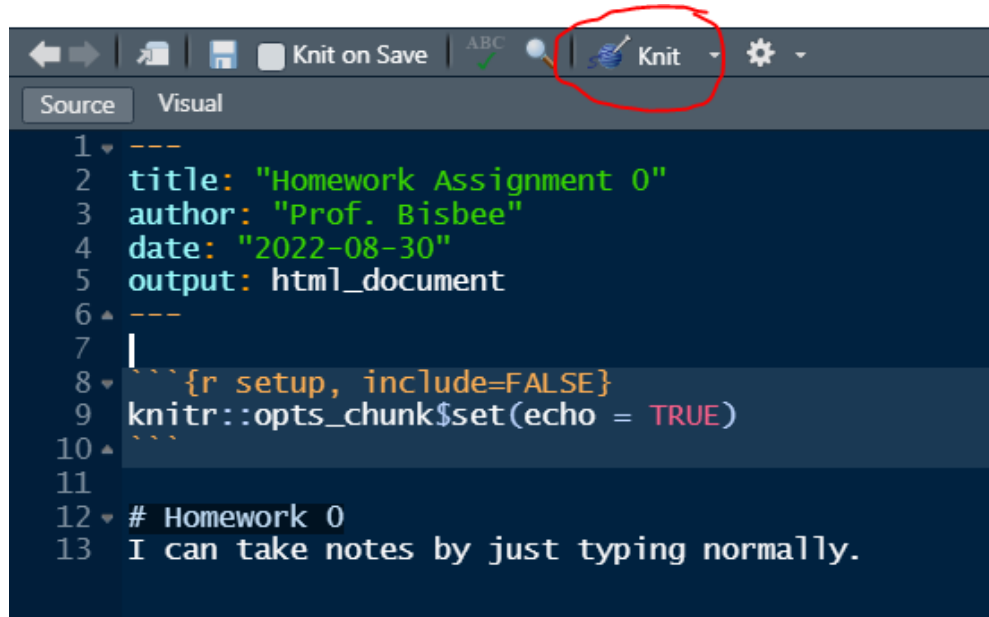 Knit on Save ABC Knit
Source Visual
1 ---
2 title: "Homework Assignment 0"
3 author: "Prof. Bisbee"
4 date: "2022-08-30"
5 output: html_document
6 ---
7
8 ```{r setup, include=FALSE}
9 knitr::opts_chunk$set(echo = TRUE)
10 ```
11
12 # Homework 0
13 I can take notes by just typing normally.